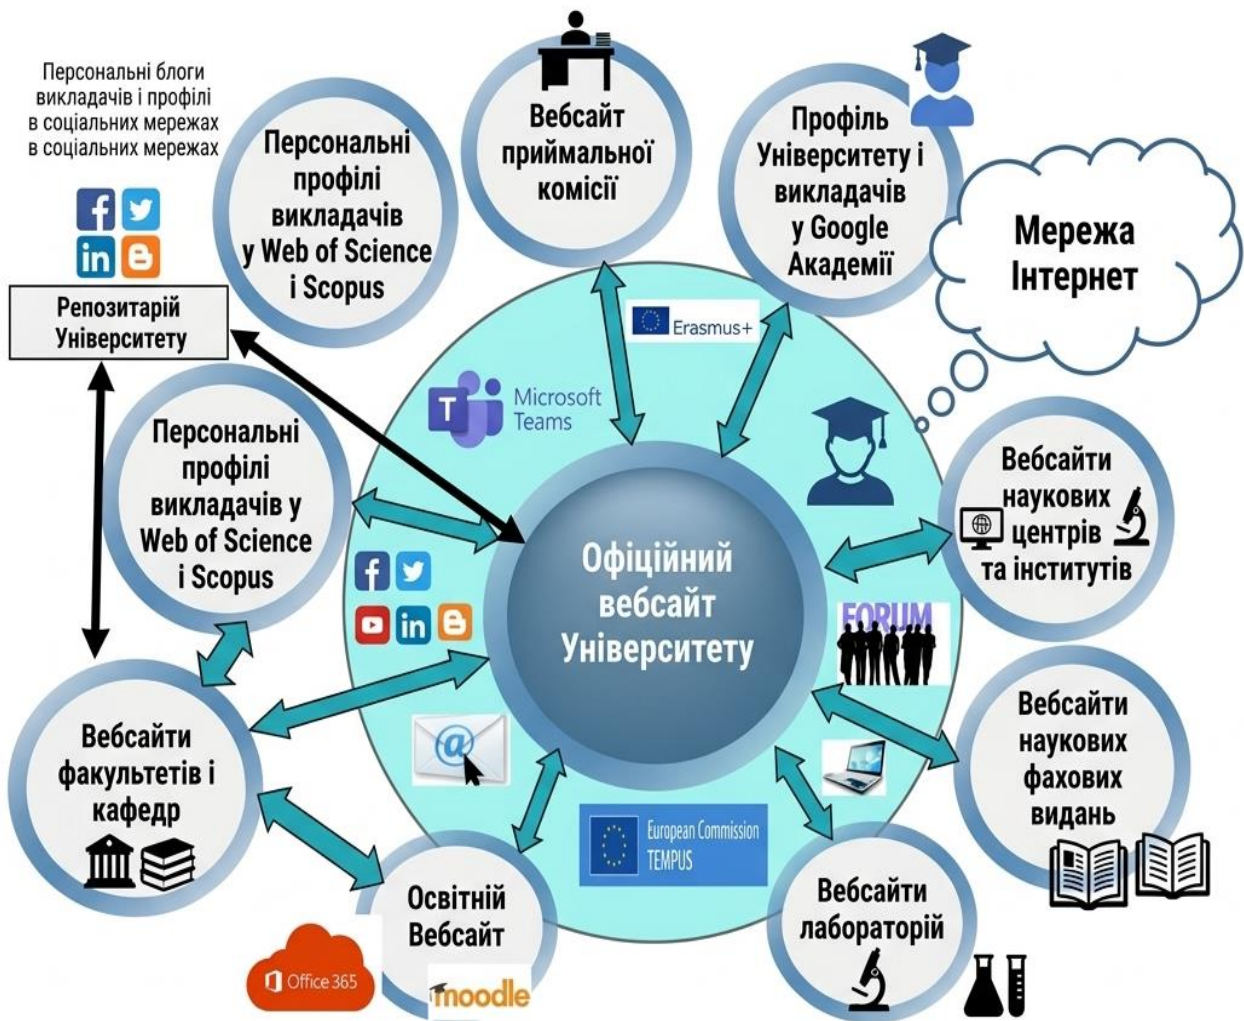 Персональні блоги
викладачів і профілі
в соціальних мережах
в соціальних мережах
Репозитарій
Університету
Персональні
профілі
викладачів
у Web of Science
і Scopus
Вебсайт
приймальної
комісії
Профіль
Університету і
викладачів
у Google
Академії
Мережа
Інтернет
Erasmus+
Microsoft
Teams
Персональні
профілі
викладачів у
Web of Science
і Scopus
Вебсайти
наукових
центрів
та інститутів
Офіційний
вебсайт
Університету
FORUM
Вебсайти
факультетів і
кафедр
Вебсайти
наукових
фахових
видань
European Commission
TEMPUS
Освітній
Вебсайт
Office 365
moodle
Вебсайти
лабораторій